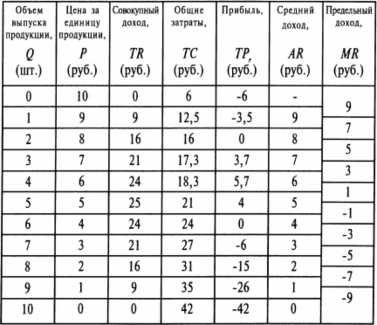 Объем выпуска продукции, Q (шт.) | Цена за единицу продукции, P (руб.) | Совокупный доход, TR (руб.) | Общие затраты, TC (руб.) | Прибыль, TPr (руб.) | Средний доход, AR (руб.) | Предельный доход, MR (руб.)
0 | 10 | 0 | 6 | -6 | -
9
1 | 9 | 9 | 12,5 | -3,5 | 9
7
2 | 8 | 16 | 16 | 0 | 8
5
3 | 7 | 21 | 17,3 | 3,7 | 7
3
4 | 6 | 24 | 18,3 | 5,7 | 6
1
5 | 5 | 25 | 21 | 4 | 5
-1
6 | 4 | 24 | 24 | 0 | 4
-3
7 | 3 | 21 | 27 | -6 | 3
-5
8 | 2 | 16 | 31 | -15 | 2
-7
9 | 1 | 9 | 35 | -26 | 1
-9
10 | 0 | 0 | 42 | -42 | 0